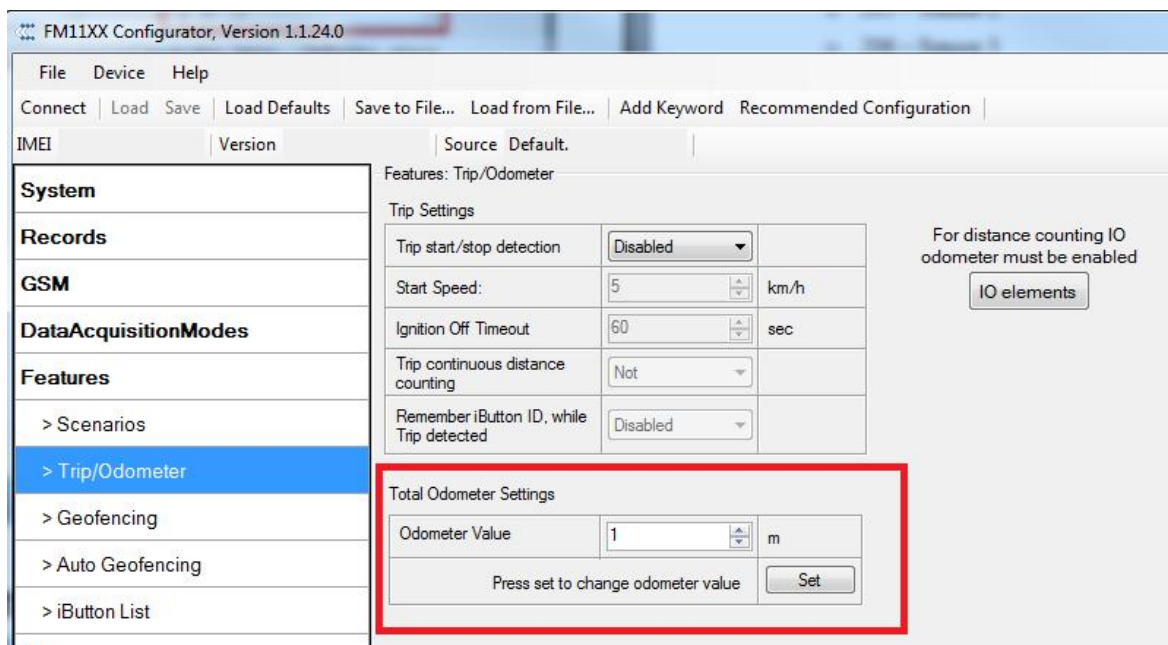 FM11XX Configurator, Version 1.1.24.0
File Device Help
Connect Load Save Load Defaults Save to File... Load from File... Add Keyword Recommended Configuration
IMEI Version Source Default.
System
Records
GSM
DataAcquisitionModes
Features
> Scenarios
> Trip/Odometer
> Geofencing
> Auto Geofencing
> iButton List
Features: Trip/Odometer
Trip Settings
Trip start/stop detection Disabled
Start Speed: 5 km/h
Ignition Off Timeout 60 sec
Trip continuous distance
counting Not
Remember iButton ID, while
Trip detected Disabled
For distance counting IO
odometer must be enabled
IO elements
Total Odometer Settings
Odometer Value 1 m
Press set to change odometer value Set